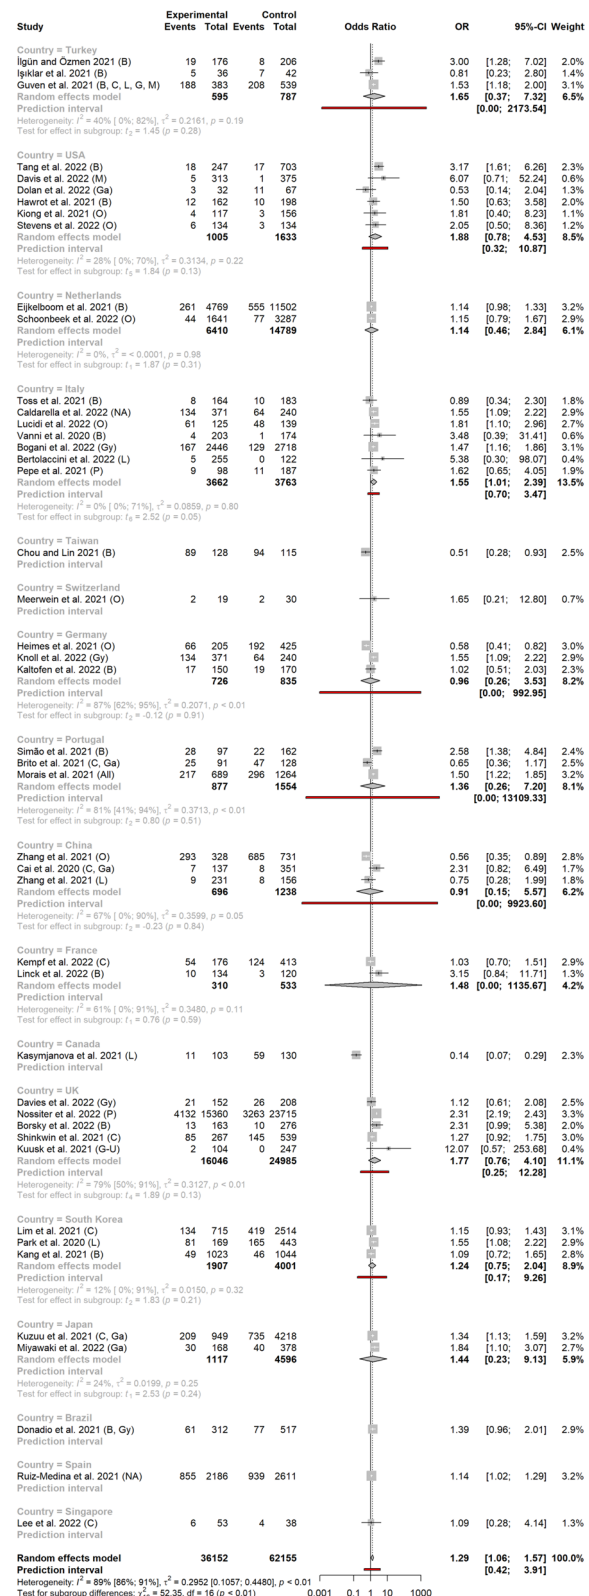 Experimental Control
Study Events Total Events Total Odds Ratio OR 95%-CI Weight
Country = Turkey
İlgün and Özmen 2021 (B) 19 176 8 206 3.00 [1.28; 7.02] 2.0%
Işıklar et al. 2021 (B) 5 36 7 42 0.81 [0.23; 2.80] 1.4%
Guven et al. 2021 (B, C, L, G, M) 188 383 208 539 1.53 [1.18; 2.00] 3.2%
Random effects model 595 787 1.65 [0.37; 7.32] 6.5%
Prediction interval [0.00; 2173.54]
Heterogeneity: I² = 40% [ 0%; 82%], τ² = 0.2161, p = 0.19
Test for effect in subgroup: t₂ = 1.45 (p = 0.28)
Country = USA
Tang et al. 2022 (B) 18 247 17 703 3.17 [1.61; 6.26] 2.3%
Davis et al. 2022 (M) 5 313 1 375 6.07 [0.71; 52.24] 0.6%
Dolan et al. 2022 (Ga) 3 32 11 67 0.53 [0.14; 2.04] 1.3%
Hawrot et al. 2021 (B) 12 162 10 198 1.50 [0.63; 3.58] 1.9%
Kiong et al. 2021 (O) 4 117 3 156 1.81 [0.40; 8.23] 1.1%
Stevens et al. 2022 (O) 6 134 3 134 2.05 [0.50; 8.36] 1.2%
Random effects model 1005 1633 1.88 [0.78; 4.53] 8.5%
Prediction interval [0.32; 10.87]
Heterogeneity: I² = 28% [ 0%; 70%], τ² = 0.3134, p = 0.22
Test for effect in subgroup: t₅ = 1.84 (p = 0.13)
Country = Netherlands
Eijkelboom et al. 2021 (B) 261 4769 555 11502 1.14 [0.98; 1.33] 3.2%
Schoonbeek et al. 2022 (O) 44 1641 77 3287 1.15 [0.79; 1.67] 2.9%
Random effects model 6410 14789 1.14 [0.46; 2.84] 6.1%
Prediction interval
Heterogeneity: I² = 0%, τ² = < 0.0001, p = 0.98
Test for effect in subgroup: t₁ = 1.87 (p = 0.31)
Country = Italy
Toss et al. 2021 (B) 8 164 10 183 0.89 [0.34; 2.30] 1.8%
Caldarella et al. 2022 (NA) 134 371 64 240 1.55 [1.09; 2.22] 3.0%
Lucidi et al. 2022 (O) 61 125 48 139 1.81 [1.10; 2.96] 2.7%
Vanni et al. 2020 (B) 4 203 1 174 3.48 [0.39; 31.41] 0.6%
Bogani et al. 2022 (Gy) 167 2446 129 2718 1.47 [1.16; 1.86] 3.1%
Bertolaccini et al. 2022 (L) 5 255 0 122 5.38 [0.30; 98.07] 0.4%
Pepe et al. 2021 (P) 9 98 11 187 1.62 [0.65; 4.05] 1.9%
Random effects model 3662 3763 1.55 [1.01; 2.39] 13.5%
Prediction interval [0.70; 3.47]
Heterogeneity: I² = 0% [ 0%; 71%], τ² = 0.0859, p = 0.80
Test for effect in subgroup: t₆ = 2.52 (p = 0.05)
Country = Taiwan
Chou and Lin 2021 (B) 89 128 94 115 0.51 [0.28; 0.93] 2.5%
Prediction interval
Country = Switzerland
Meerwein et al. 2021 (O) 2 19 2 30 1.65 [0.21; 12.80] 0.7%
Prediction interval
Country = Germany
Heimes et al. 2021 (O) 66 205 192 425 0.58 [0.41; 0.82] 3.0%
Knoll et al. 2022 (Gy) 134 371 64 240 1.55 [1.09; 2.22] 3.0%
Kaltofen et al. 2022 (B) 17 150 19 170 1.02 [0.51; 2.03] 2.3%
Random effects model 726 835 0.96 [0.26; 3.53] 8.2%
Prediction interval [0.00; 992.95]
Heterogeneity: I² = 87% [62%; 95%], τ² = 0.2071, p < 0.01
Test for effect in subgroup: t₂ = -0.12 (p = 0.91)
Country = Portugal
Simão et al. 2021 (B) 28 97 22 162 2.58 [1.38; 4.84] 2.4%
Brito et al. 2021 (C, Ga) 25 91 47 128 0.65 [0.36; 1.17] 2.5%
Morais et al. 2021 (All) 217 689 296 1264 1.50 [1.22; 1.85] 3.2%
Random effects model 877 1554 1.36 [0.26; 7.20] 8.1%
Prediction interval [0.00; 13109.33]
Heterogeneity: I² = 81% [41%; 94%], τ² = 0.3713, p < 0.01
Test for effect in subgroup: t₂ = 0.80 (p = 0.51)
Country = China
Zhang et al. 2021 (O) 293 328 685 731 0.56 [0.35; 0.89] 2.8%
Cai et al. 2020 (C, Ga) 7 137 8 351 2.31 [0.82; 6.49] 1.7%
Zhang et al. 2021 (L) 9 231 8 156 0.75 [0.28; 1.99] 1.8%
Random effects model 696 1238 0.91 [0.15; 5.57] 6.2%
Prediction interval [0.00; 9923.60]
Heterogeneity: I² = 67% [ 0%; 90%], τ² = 0.3599, p = 0.05
Test for effect in subgroup: t₂ = -0.23 (p = 0.84)
Country = France
Kempf et al. 2022 (C) 54 176 124 413 1.03 [0.70; 1.51] 2.9%
Linck et al. 2022 (B) 10 134 3 120 3.15 [0.84; 11.71] 1.3%
Random effects model 310 533 1.48 [0.00; 1135.67] 4.2%
Prediction interval
Heterogeneity: I² = 61% [ 0%; 91%], τ² = 0.3480, p = 0.11
Test for effect in subgroup: t₁ = 0.76 (p = 0.59)
Country = Canada
Kasymjanova et al. 2021 (L) 11 103 59 130 0.14 [0.07; 0.29] 2.3%
Prediction interval
Country = UK
Davies et al. 2022 (Gy) 21 152 26 208 1.12 [0.61; 2.08] 2.5%
Nossiter et al. 2022 (P) 4132 15360 3263 23715 2.31 [2.19; 2.43] 3.3%
Borsky et al. 2022 (B) 13 163 10 276 2.31 [0.99; 5.38] 2.0%
Shinkwin et al. 2021 (C) 85 267 145 539 1.27 [0.92; 1.75] 3.1%
Kuusk et al. 2021 (G-U) 2 104 0 247 12.07 [0.57; 253.68] 0.4%
Random effects model 16046 24985 1.77 [0.76; 4.10] 11.1%
Prediction interval [0.25; 12.28]
Heterogeneity: I² = 79% [50%; 91%], τ² = 0.3127, p < 0.01
Test for effect in subgroup: t₄ = 1.89 (p = 0.13)
Country = South Korea
Lim et al. 2021 (C) 134 715 419 2514 1.15 [0.93; 1.43] 3.1%
Park et al. 2020 (L) 81 169 165 443 1.55 [1.08; 2.22] 2.9%
Kang et al. 2021 (B) 49 1023 46 1044 1.09 [0.72; 1.65] 2.8%
Random effects model 1907 4001 1.24 [0.75; 2.04] 8.9%
Prediction interval [0.17; 9.26]
Heterogeneity: I² = 12% [ 0%; 91%], τ² = 0.0150, p = 0.32
Test for effect in subgroup: t₂ = 1.83 (p = 0.21)
Country = Japan
Kuzuu et al. 2021 (C, Ga) 209 949 735 4218 1.34 [1.13; 1.59] 3.2%
Miyawaki et al. 2022 (Ga) 30 168 40 378 1.84 [1.10; 3.07] 2.7%
Random effects model 1117 4596 1.44 [0.23; 9.13] 5.9%
Prediction interval
Heterogeneity: I² = 24%, τ² = 0.0199, p = 0.25
Test for effect in subgroup: t₁ = 2.53 (p = 0.24)
Country = Brazil
Donadio et al. 2021 (B, Gy) 61 312 77 517 1.39 [0.96; 2.01] 2.9%
Prediction interval
Country = Spain
Ruiz-Medina et al. 2021 (NA) 855 2186 939 2611 1.14 [1.02; 1.29] 3.2%
Prediction interval
Country = Singapore
Lee et al. 2022 (C) 6 53 4 38 1.09 [0.28; 4.14] 1.3%
Prediction interval
Random effects model 36152 62155 1.29 [1.06; 1.57] 100.0%
Prediction interval [0.42; 3.91]
Heterogeneity: I² = 89% [86%; 91%], τ² = 0.2952 [0.1057; 0.4480], p < 0.01
Test for subgroup differences: = 52.35, df = 16 (p < 0.01) 0.001 0.1 1 10 1000